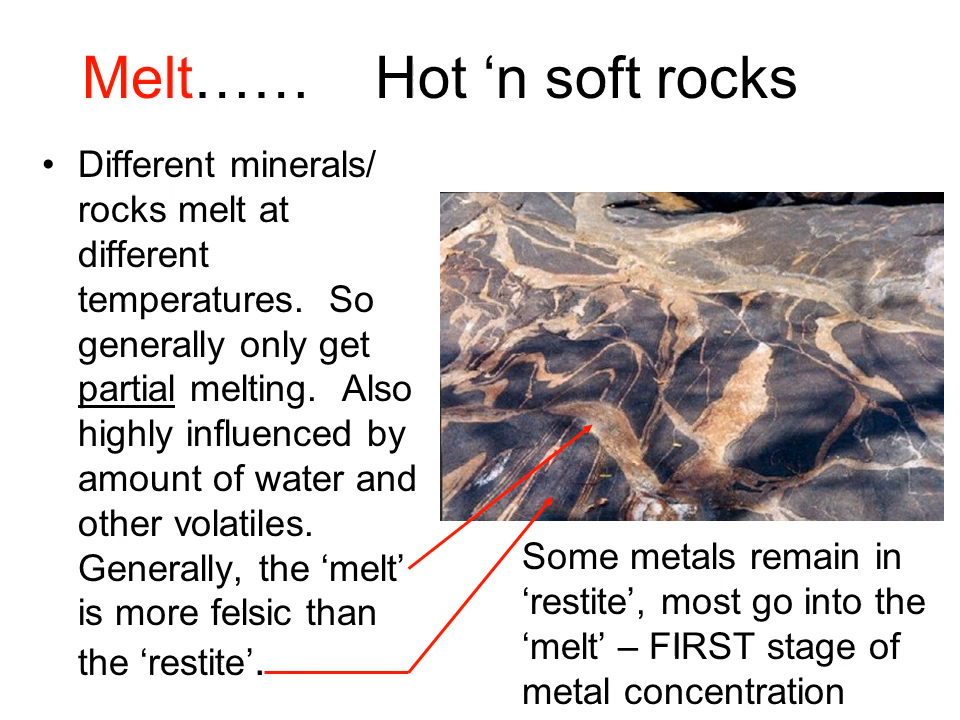 Melt…… Hot ‘n soft rocks
• Different minerals/
rocks melt at
different
temperatures. So
generally only get
partial melting. Also
highly influenced by
amount of water and
other volatiles.
Generally, the ‘melt’
is more felsic than
the ‘restite’.
Some metals remain in
‘restite’, most go into the
‘melt’ – FIRST stage of
metal concentration